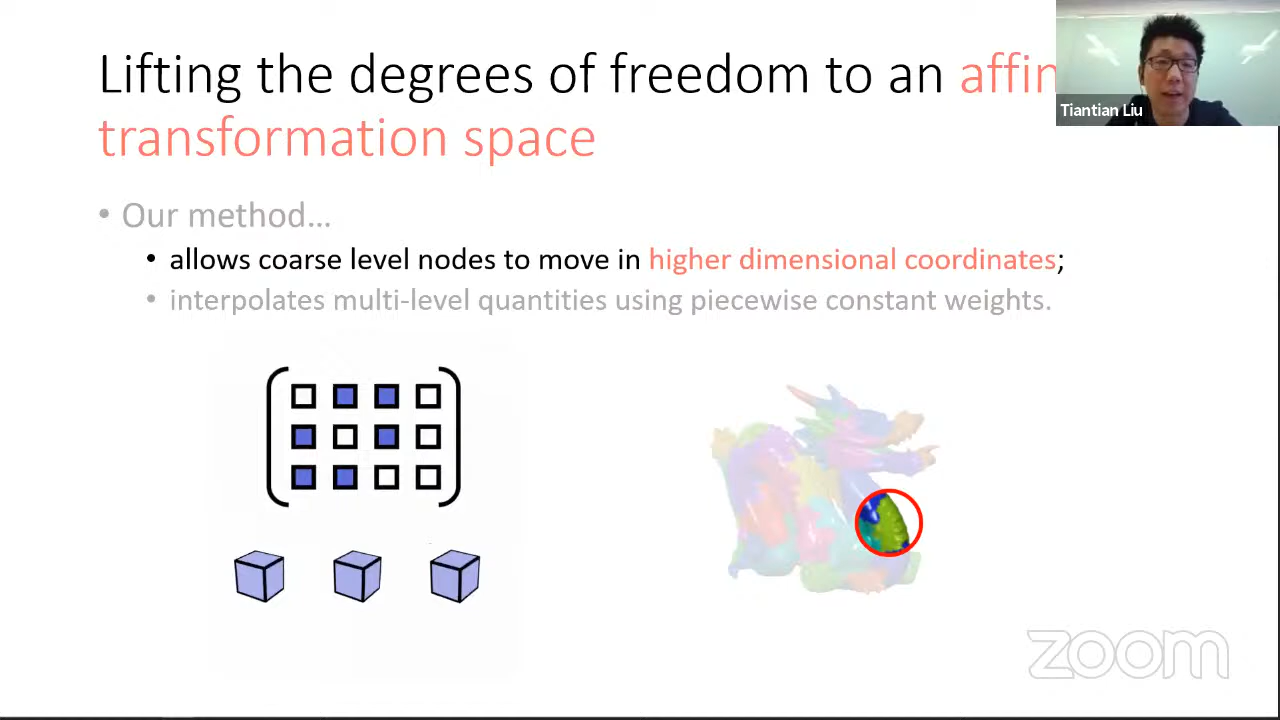 Lifting the degrees of freedom to an affin
transformation space
Tiantian Liu
• Our method…
• allows coarse level nodes to move in higher dimensional coordinates;
• interpolates multi-level quantities using piecewise constant weights.
zoom